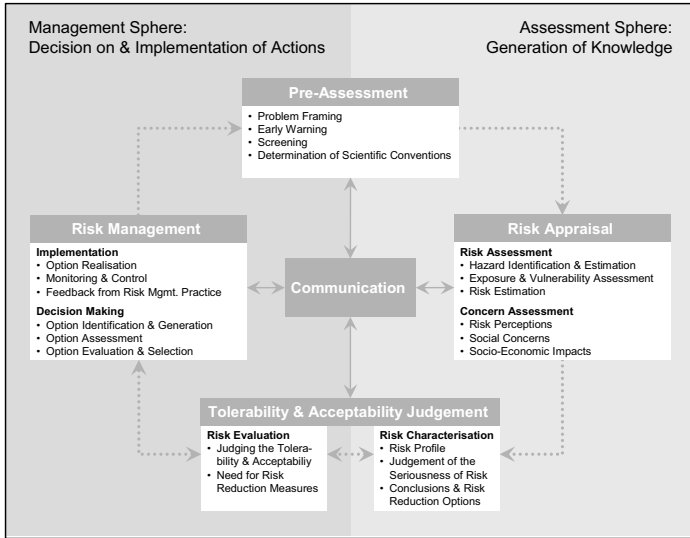 Management Sphere:
Decision on & Implementation of Actions
Assessment Sphere:
Generation of Knowledge
Pre-Assessment
• Problem Framing
• Early Warning
• Screening
• Determination of Scientific Conventions
Risk Management
Implementation
• Option Realisation
• Monitoring & Control
• Feedback from Risk Mgmt. Practice
Decision Making
• Option Identification & Generation
• Option Assessment
• Option Evaluation & Selection
Communication
Risk Appraisal
Risk Assessment
• Hazard Identification & Estimation
• Exposure & Vulnerability Assessment
• Risk Estimation
Concern Assessment
• Risk Perceptions
• Social Concerns
• Socio-Economic Impacts
Tolerability & Acceptability Judgement
Risk Evaluation
• Judging the Tolera-
bility & Acceptabiliy
• Need for Risk
Reduction Measures
Risk Characterisation
• Risk Profile
• Judgement of the
Seriousness of Risk
• Conclusions & Risk
Reduction Options